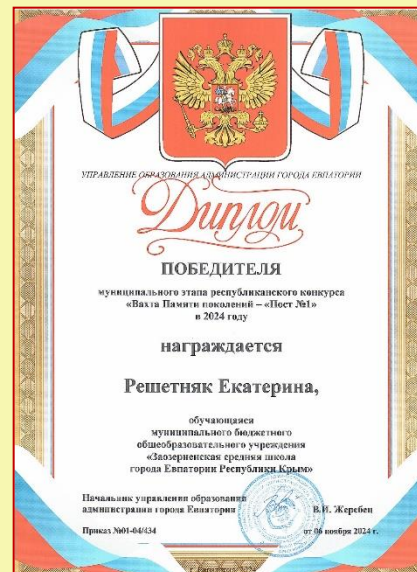 УПРАВЛЕНИЕ ОБРАЗОВАНИЯ АДМИНИСТРАЦИИ ГОРОДА ЕВПАТОРИИ
Диплом
ПОБЕДИТЕЛЯ
муниципального этапа республиканского конкурса
«Вахта Памяти поколений – «Пост №1»
в 2024 году
награждается
Решетняк Екатерина,
обучающаяся
муниципального бюджетного
общеобразовательного учреждения
«Заозерненская средняя школа
города Евпатории Республики Крым»
Начальник управления образования
администрации города Евпатории В.И. Жеребец
Приказ №01-04/434 от 06 ноября 2024 г.